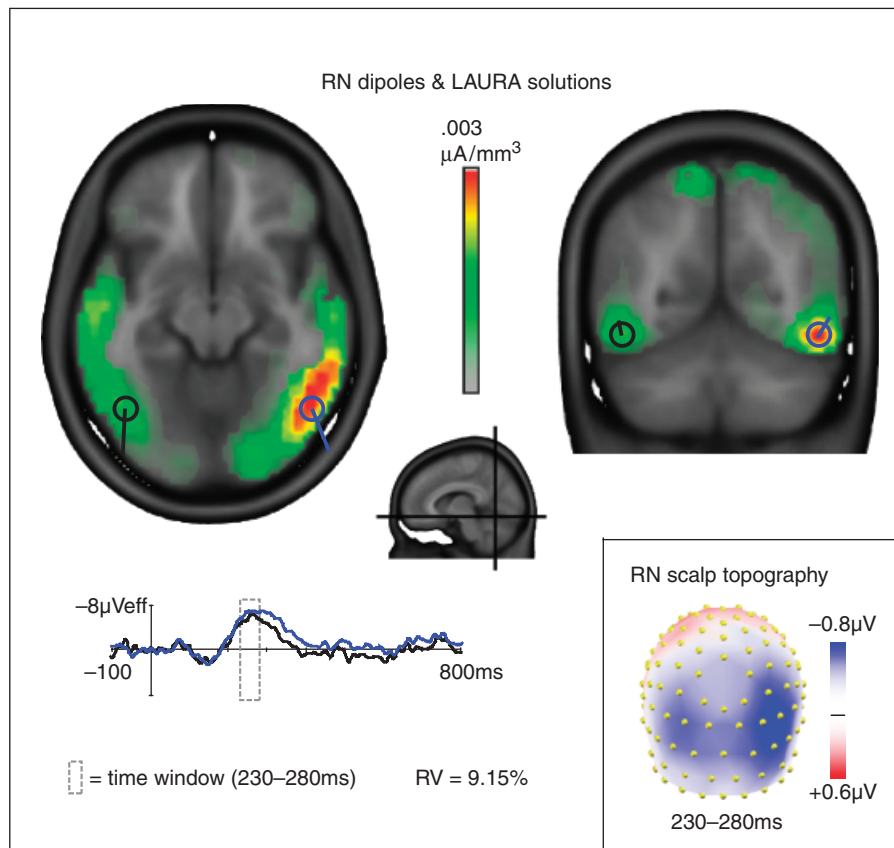 RN dipoles & LAURA solutions
.003
μA/mm³
–8μVeff
–100
800ms
= time window (230–280ms)
RV = 9.15%
RN scalp topography
–0.8μV
+0.6μV
230–280ms